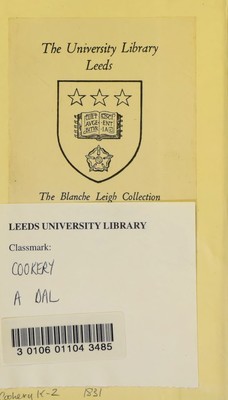 The University Library
Leeds
The Blanche Leigh Collection
LEEDS UNIVERSITY LIBRARY
Classmark:
COOKERY
A DAL
3 0106 01104 3485
Cookery K-2 1831